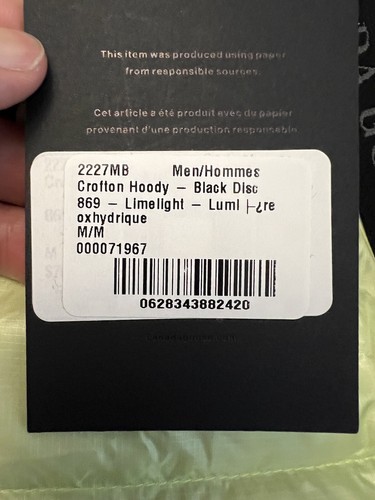 This item was produced using paper
from responsible sources.
Cet article a été produit avec du papier
provenant d'une production responsable
2227MB Men/Hommes
Crofton Hoody – Black Disc
869 – Limelight – Lumi ├¿re
oxhydrique
M/M
000071967
0628343882420